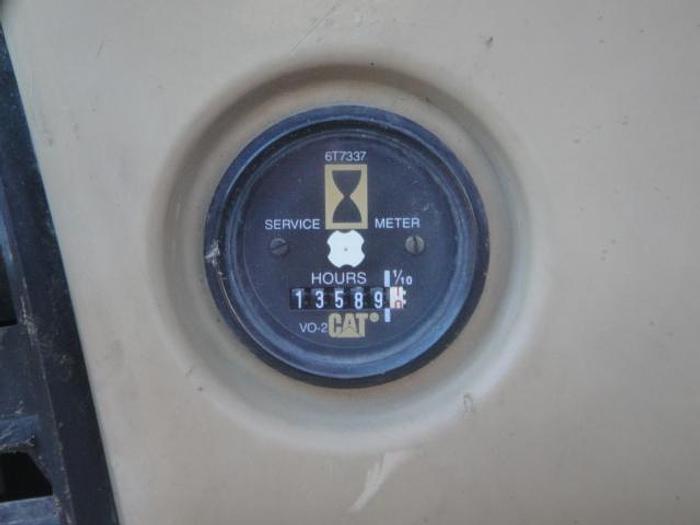 6T7337
SERVICE METER
HOURS 1/10
13589
VO-2 CAT